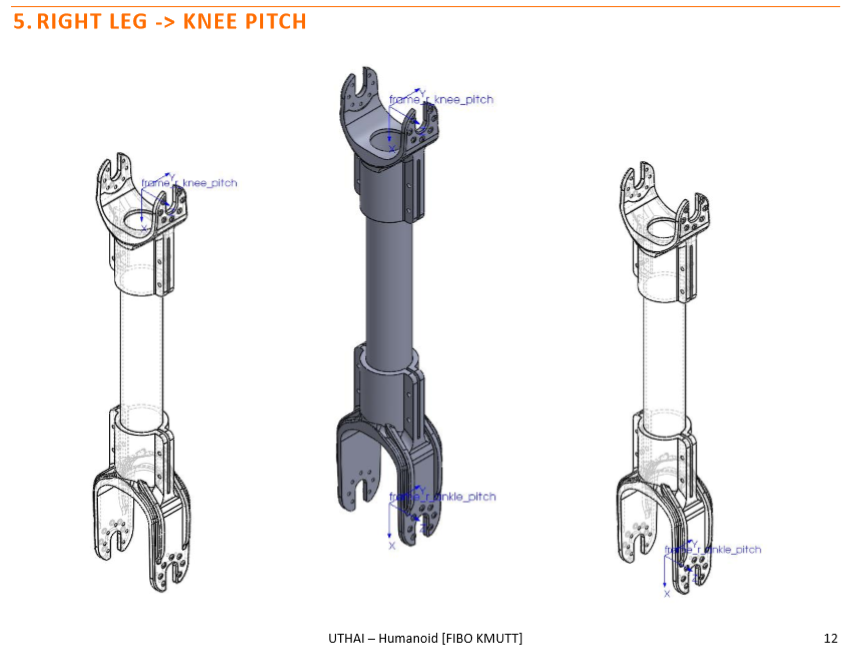 5. RIGHT LEG -> KNEE PITCH
Y
frame_r_knee_pitch
X
Y
frame_r_knee_pitch
X
Y
frame_r_ankle_pitch
Z
X
Y
frame_r_ankle_pitch
Z
X
UTHAI – Humanoid [FIBO KMUTT]
12